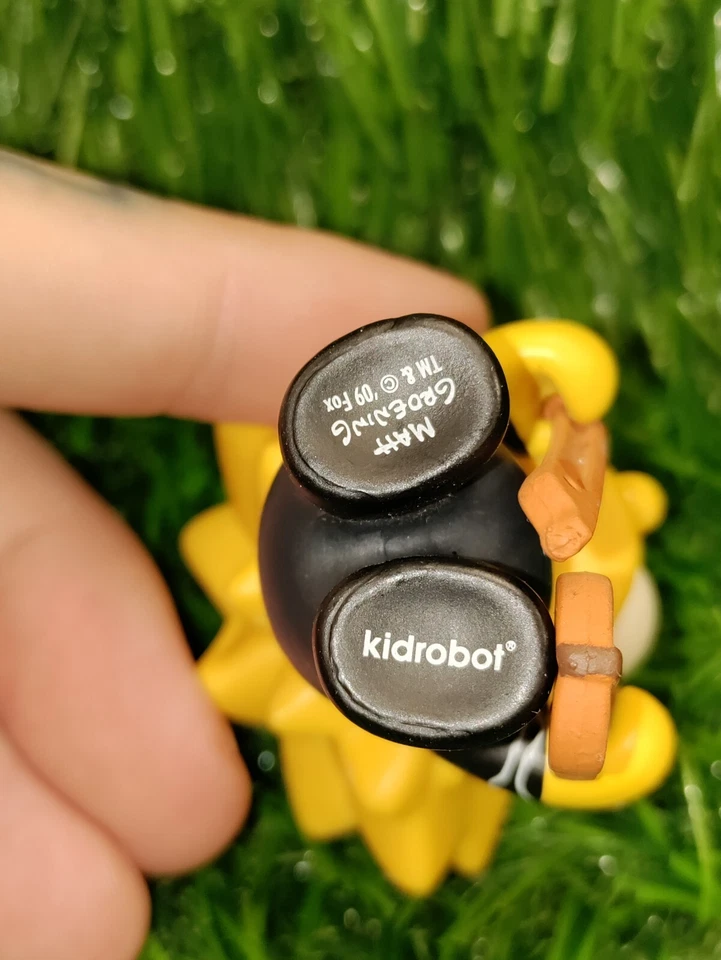 MATT
GROENING
TM & © '09 Fox
kidrobot®